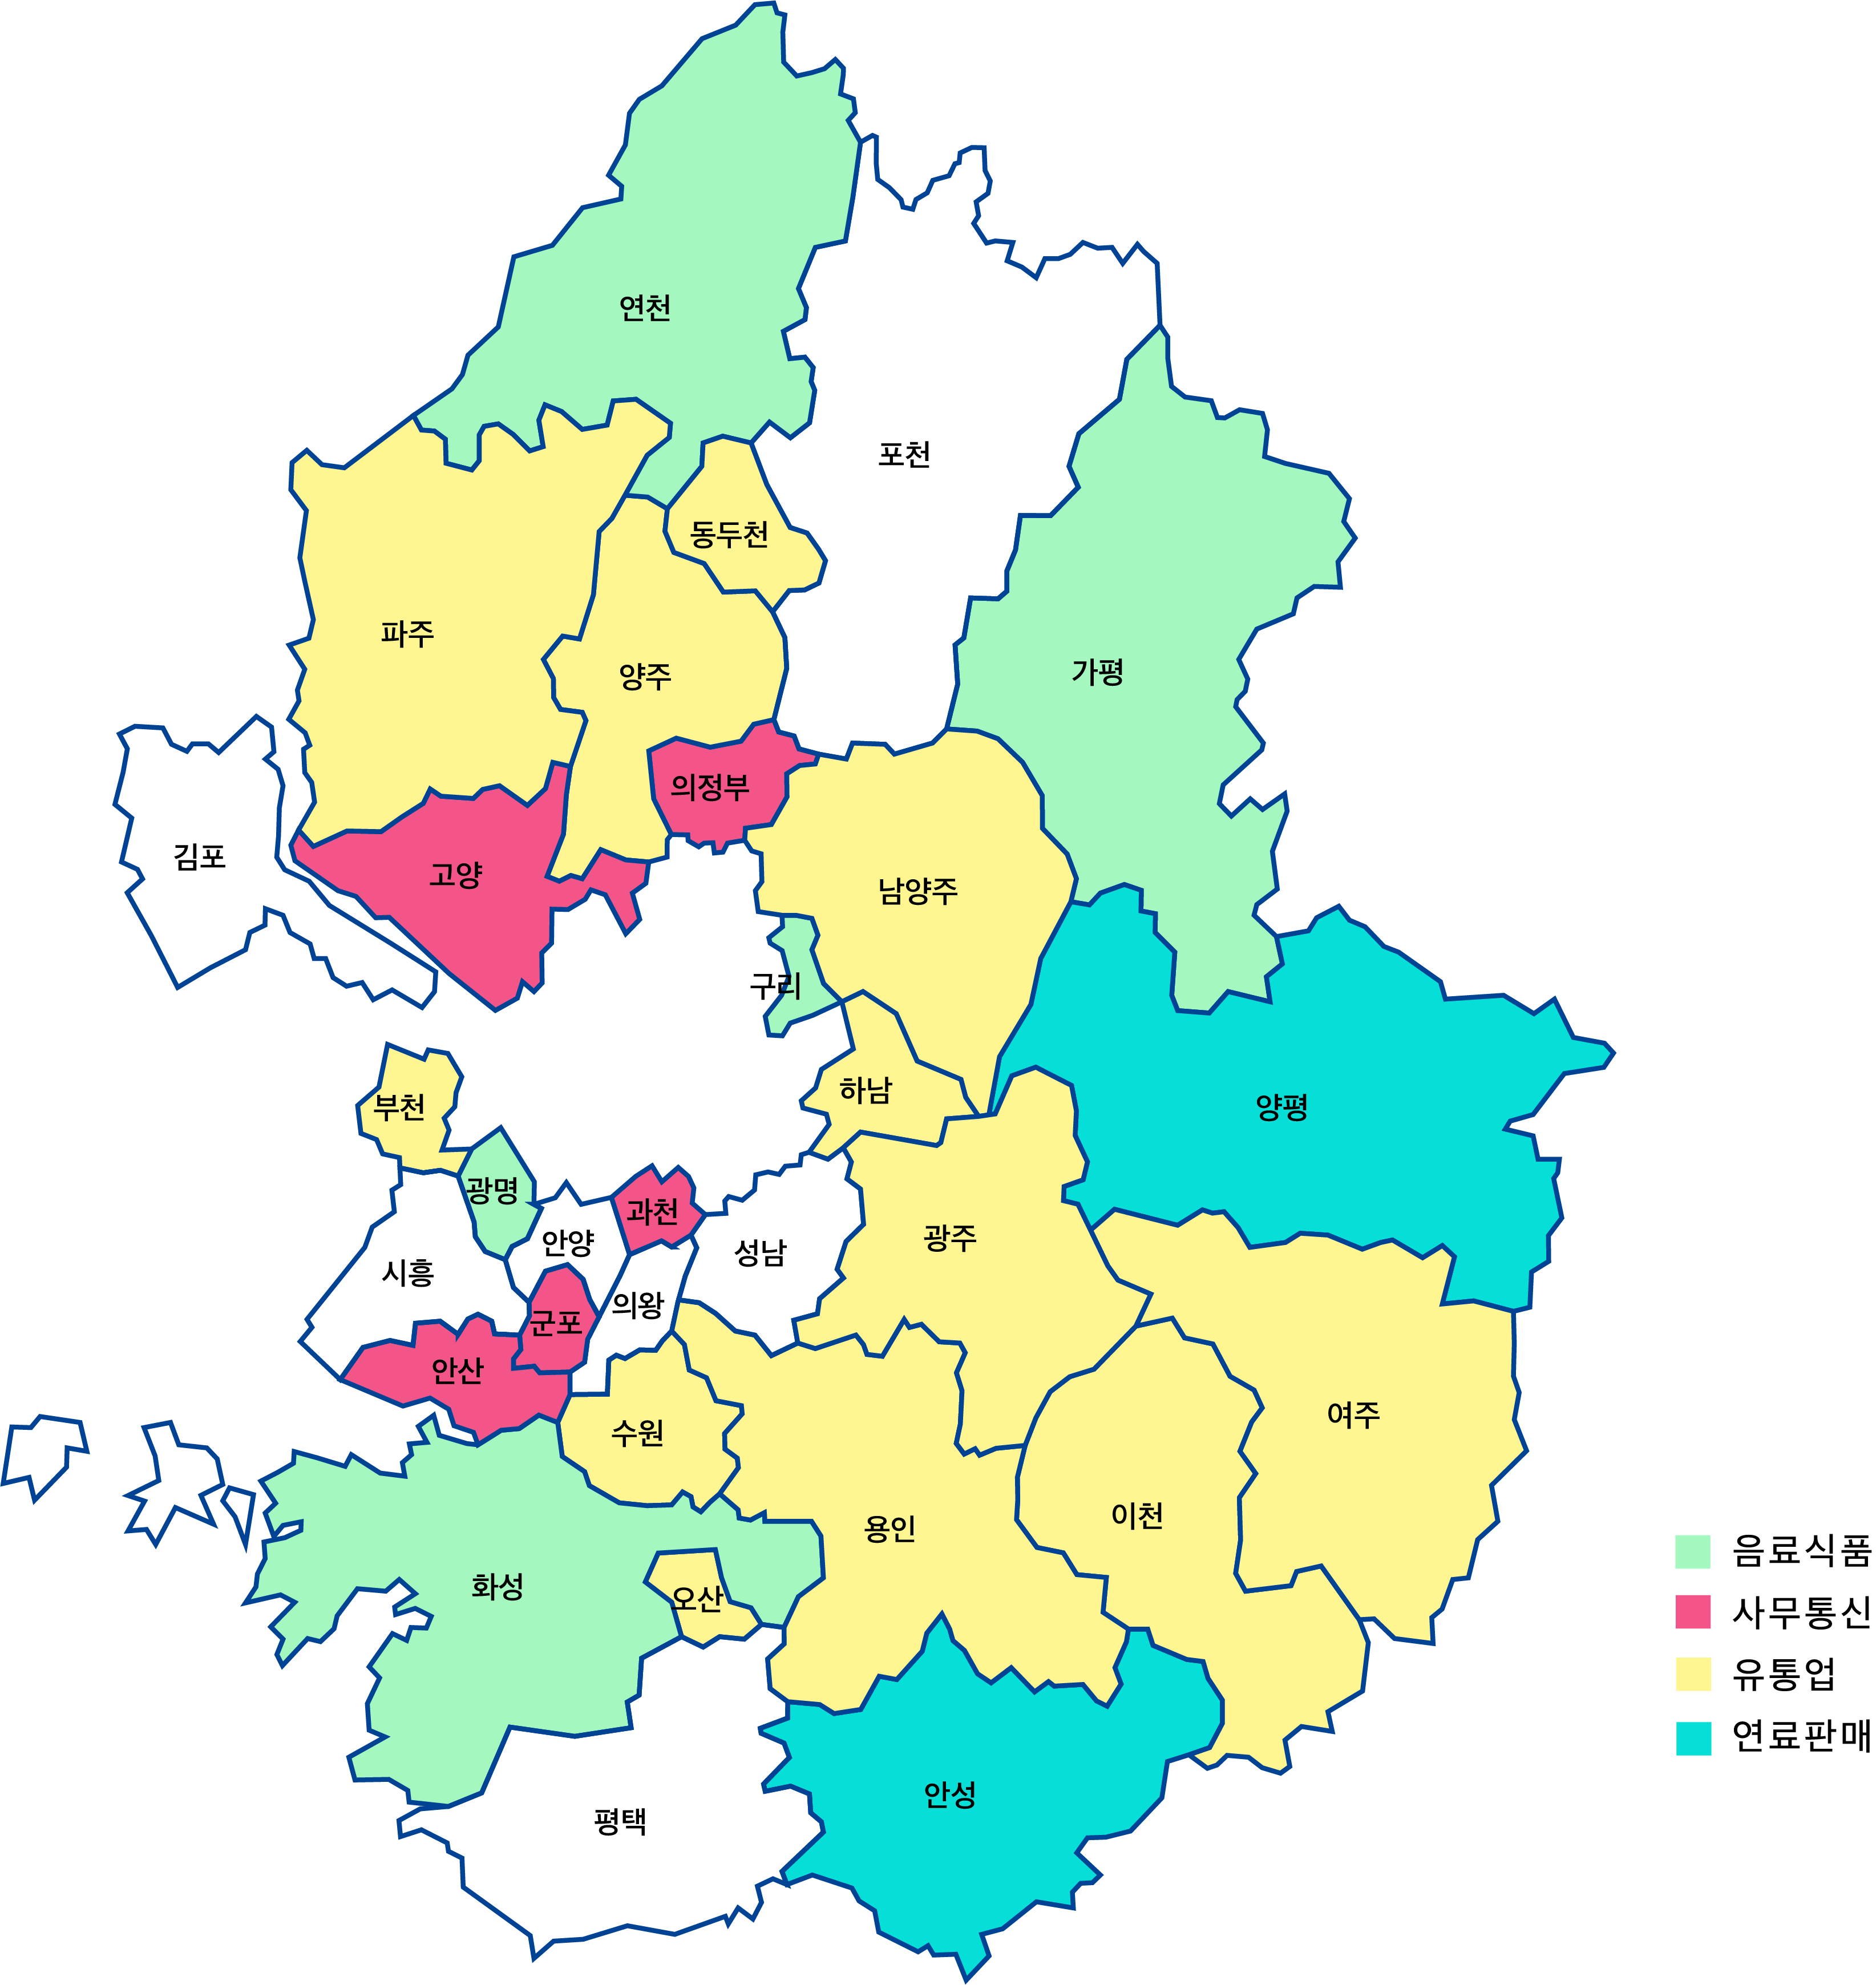 연천
포천
동두천
파주
양주
가평
의정부
김포
고양
남양주
구리
하남
부천
양평
광명
과천
안양
성남
광주
시흥
의왕
군포
안산
수원
여주
이천
용인
화성
오산
안성
평택
음료식품
사무통신
유통업
연료판매